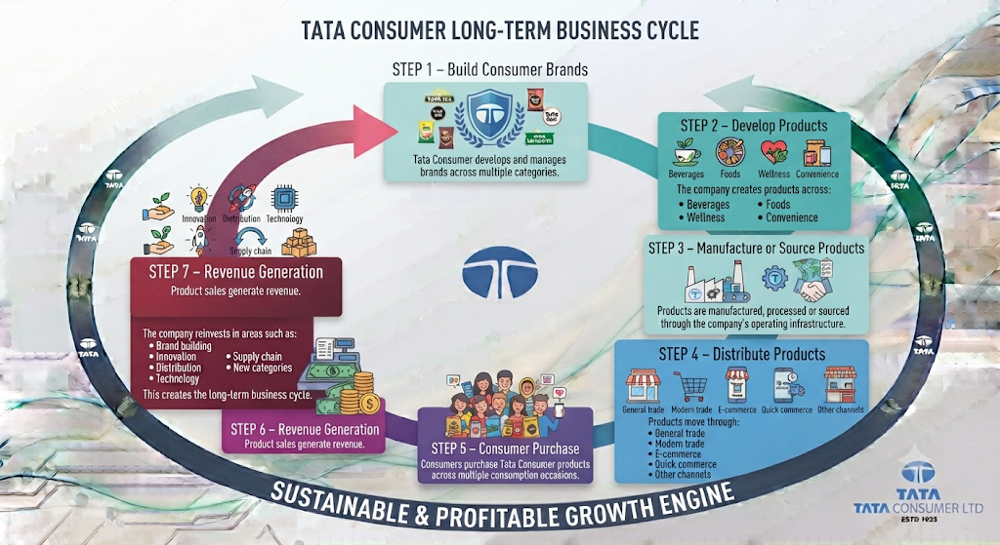 TATA CONSUMER LONG-TERM BUSINESS CYCLE
STEP 1 – Build Consumer Brands
Tata Consumer develops and manages
brands across multiple categories.
STEP 2 – Develop Products
Beverages Foods Wellness Convenience
The company creates products across:
• Beverages • Foods
• Wellness • Convenience
STEP 3 – Manufacture or Source Products
Products are manufactured, processed or sourced
through the company's operating infrastructure.
STEP 4 – Distribute Products
General trade Modern trade E-commerce Quick commerce Other channels
Products move through:
• General trade
• Modern trade
• E-commerce
• Quick commerce
• Other channels
STEP 5 – Consumer Purchase
Consumers purchase Tata Consumer products
across multiple consumption occasions.
STEP 6 – Revenue Generation
Product sales generate revenue.
Innovation Distribution Technology
Supply chain
STEP 7 – Revenue Generation
Product sales generate revenue.
The company reinvests in areas such as:
• Brand building
• Innovation • Supply chain
• Distribution • New categories
• Technology
This creates the long-term business cycle.
SUSTAINABLE & PROFITABLE GROWTH ENGINE
TATA
TATA CONSUMER LTD